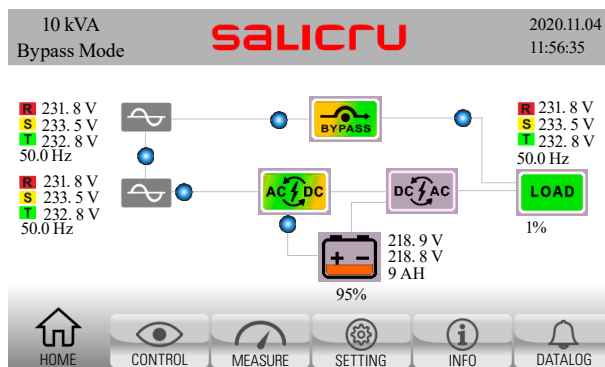 10 kVA
Bypass Mode
SALICRU
2020.11.04
11:56:35
R 231. 8 V
S 233. 5 V
T 232. 8 V
50.0 Hz
BYPASS
R 231. 8 V
S 233. 5 V
T 232. 8 V
50.0 Hz
R 231. 8 V
S 233. 5 V
T 232. 8 V
50.0 Hz
AC DC
DC AC
LOAD
1%
+ −
218. 9 V
218. 8 V
9 AH
95%
HOME
CONTROL
MEASURE
SETTING
INFO
DATALOG